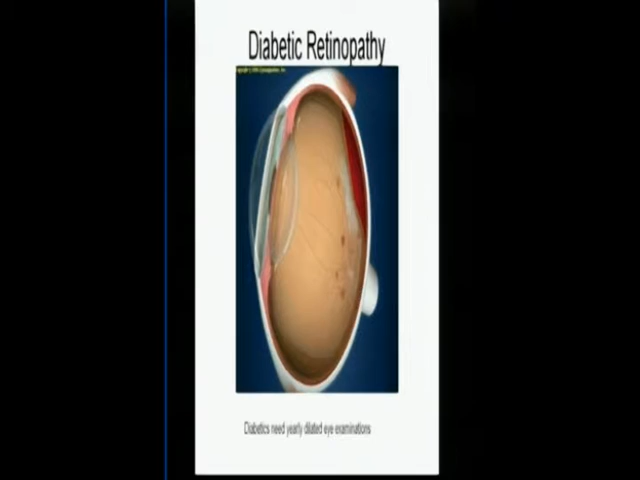 Diabetic Retinopathy
Diabetics need yearly dilated eye examinations